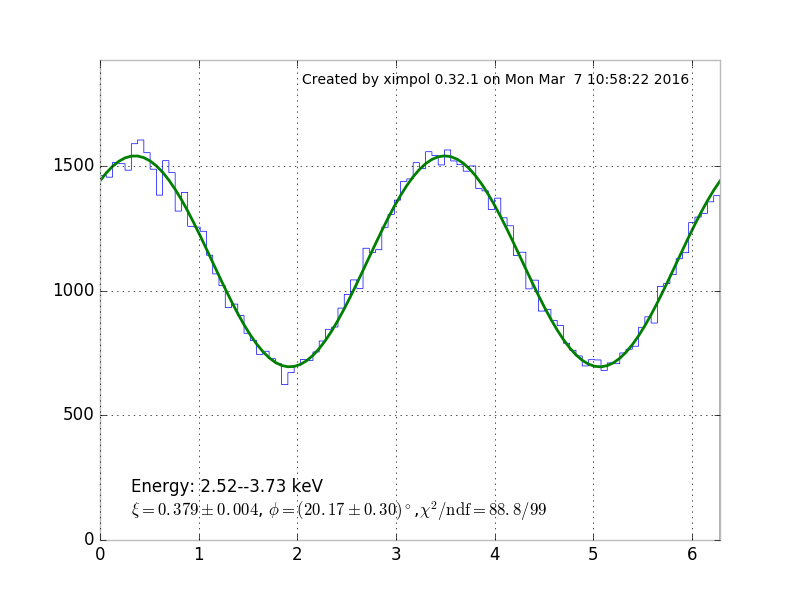 Created by ximpol 0.32.1 on Mon Mar  7 10:58:22 2016
1500
1000
500
0
Energy: 2.52--3.73 keV
ξ = 0.379 ± 0.004, ϕ = (20.17 ± 0.30)°, χ²/ndf = 88.8/99
0 1 2 3 4 5 6